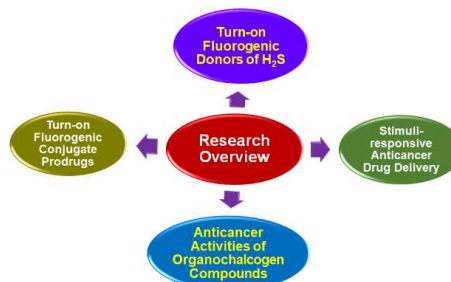 Turn-on
Fluorogenic
Donors of H₂S
Turn-on
Fluorogenic
Conjugate
Prodrugs
Research
Overview
Stimuli-
responsive
Anticancer
Drug Delivery
Anticancer
Activities of
Organochalcogen
Compounds